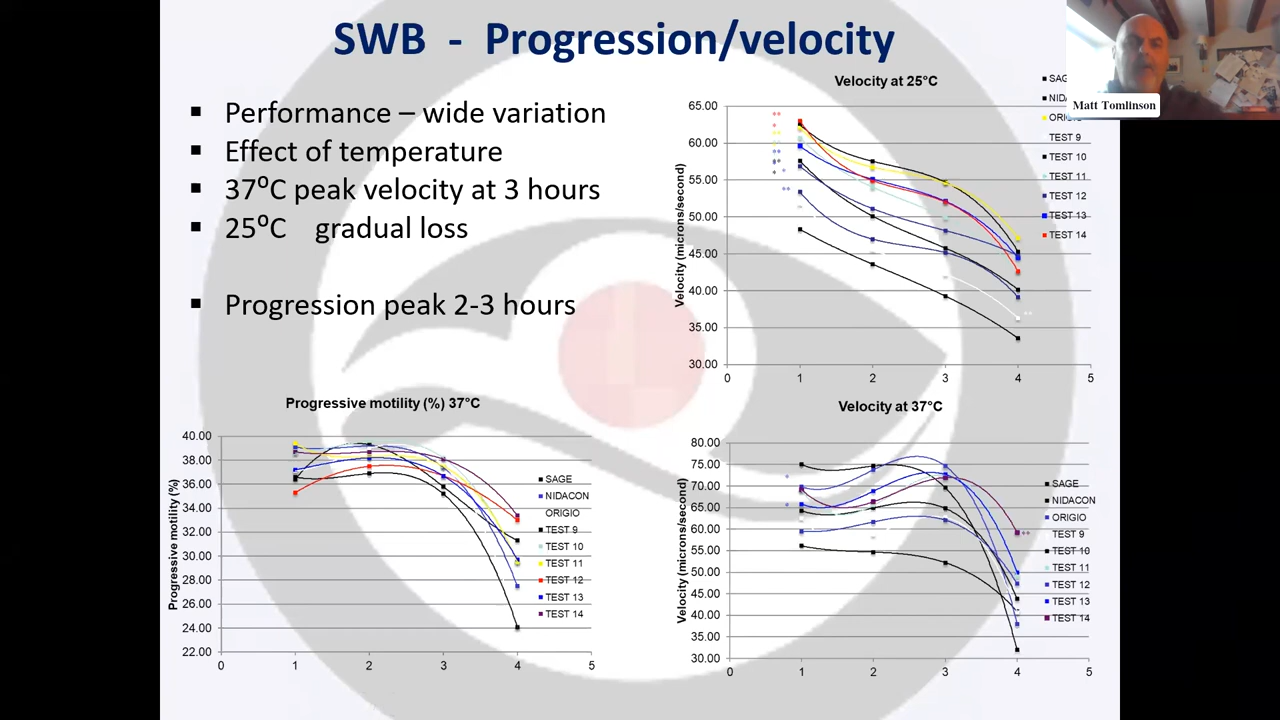 SWB - Progression/velocity
Matt Tomlinson
▪ Performance – wide variation
▪ Effect of temperature
▪ 37⁰C peak velocity at 3 hours
▪ 25⁰C gradual loss
▪ Progression peak 2-3 hours
Velocity at 25°C
Velocity (microns/second)
65.00
60.00
55.00
50.00
45.00
40.00
35.00
30.00
0 1 2 3 4 5
TEST 9
TEST 10
TEST 11
TEST 12
TEST 13
TEST 14
Progressive motility (%) 37°C
Progressive motility (%)
40.00
38.00
36.00
34.00
32.00
30.00
28.00
26.00
24.00
22.00
0 1 2 3 4 5
SAGE
NIDACON
ORIGIO
TEST 9
TEST 10
TEST 11
TEST 12
TEST 13
TEST 14
Velocity at 37°C
Velocity (microns/second)
80.00
75.00
70.00
65.00
60.00
55.00
50.00
45.00
40.00
35.00
30.00
0 1 2 3 4 5
SAGE
NIDACON
ORIGIO
TEST 9
TEST 10
TEST 11
TEST 12
TEST 13
TEST 14